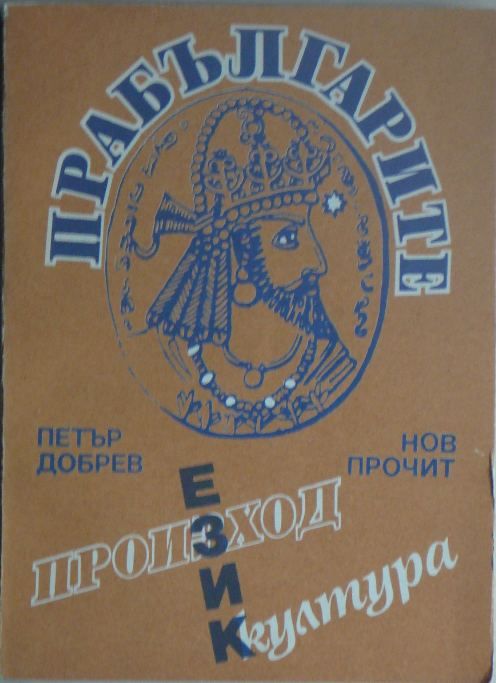 ПРАБЪЛГАРИТЕ
ПЕТЪР
ДОБРЕВ
НОВ
ПРОЧИТ
ПРОИЗХОД
ЕЗИК
култура